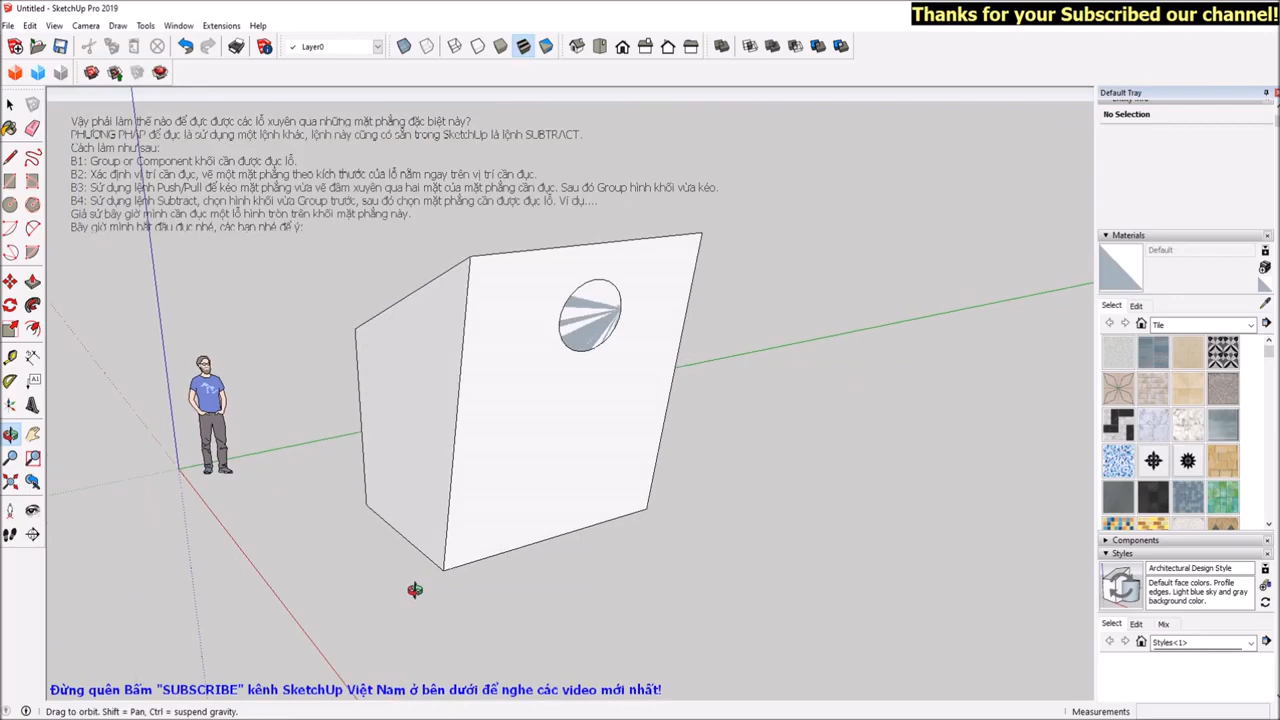 Untitled - SketchUp Pro 2019
Thanks for your Subscribed our channel!
File Edit View Camera Draw Tools Window Extensions Help
Layer0
Default Tray
Entity Info
No Selection
Vậy phải làm thế nào để đục được các lỗ xuyên qua những mặt phẳng
PHƯƠNG PHÁP để đục là sử dụng một lệnh khác, lệnh này cũng có sẵn trong SketchUp là lệnh SUBTRACT.
Cách làm như sau:
B1: Group or Component khối cần được đục lỗ.
B2: Xác định vị trí cần đục, vẽ một mặt phẳng theo kích thước của lỗ nằm ngay trên vị trí cần đục.
B3: Sử dụng lệnh Push/Pull để kéo mặt phẳng vừa vẽ đâm xuyên qua hai mặt của mặt phẳng cần đục. Sau đó Group hình khối vừa kéo.
B4: Sử dụng lệnh Subtract, chọn hình khối vừa Group trước, sau đó chọn mặt phẳng cần được đục lỗ. Ví dụ....
Giả sử bây giờ mình cần đục một lỗ hình tròn trên khối mặt phẳng này.
Bây giờ mình bắt đầu đục nhé, các bạn nhé để ý:
Materials
Default
Select Edit
Tile
Components
Styles
Architectural Design Style
Default face colors. Profile
edges. Light blue sky and gray
background color.
Select Edit Mix
Styles<1>
Đừng quên Bấm "SUBSCRIBE" kênh SketchUp Việt Nam ở bên dưới để nghe các video mới nhất!
Drag to orbit. Shift = Pan, Ctrl = suspend gravity.
Measurements